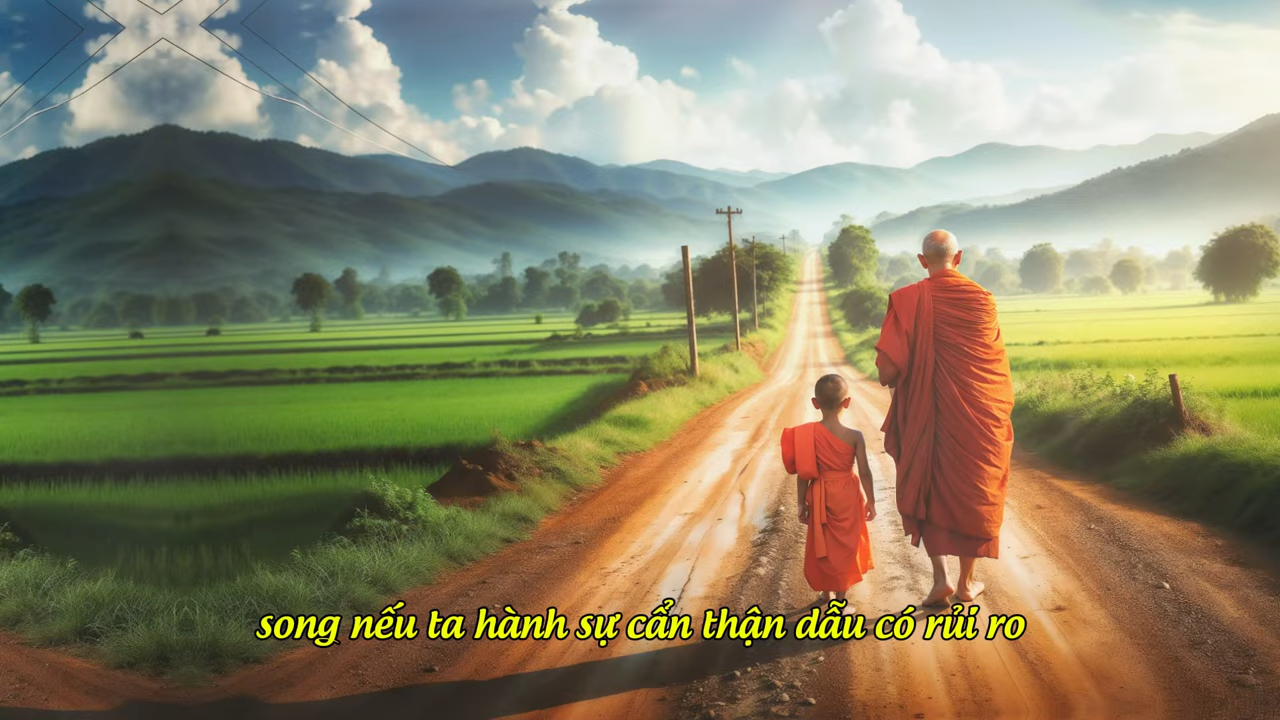 song nếu ta hành sự cẩn thận dẫu có rủi ro